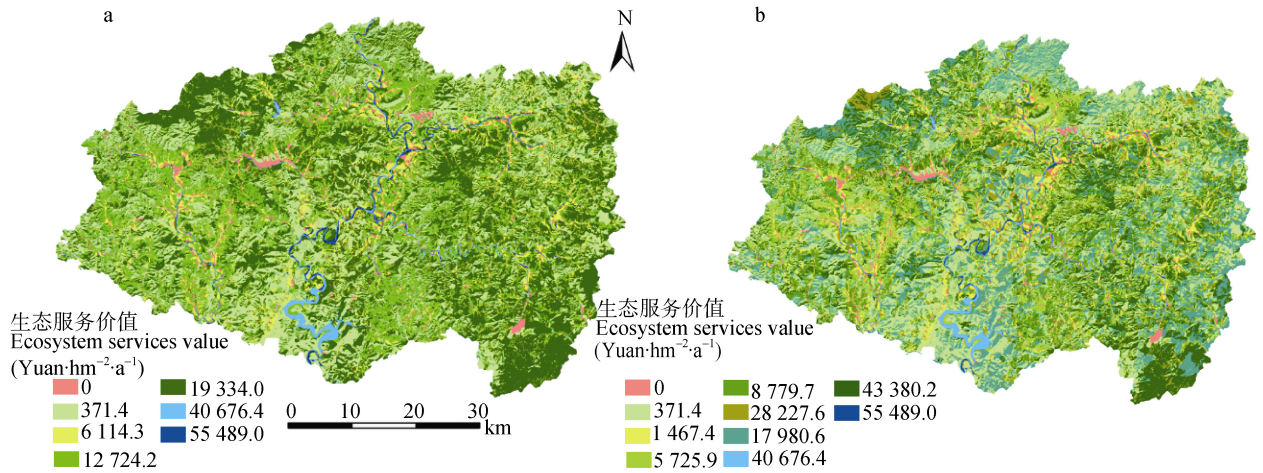 a
N
b
生态服务价值
Ecosystem services value
(Yuan·hm⁻²·a⁻¹)
0
371.4
6 114.3
12 724.2
19 334.0
40 676.4
55 489.0
0 10 20 30
km
生态服务价值
Ecosystem services value
(Yuan·hm⁻²·a⁻¹)
0
371.4
1 467.4
5 725.9
8 779.7
28 227.6
17 980.6
40 676.4
43 380.2
55 489.0